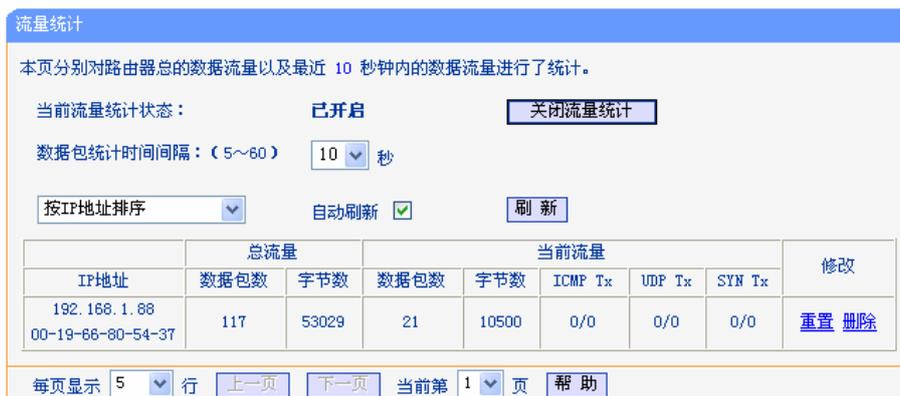 流量统计
本页分别对路由器总的数据流量以及最近 10 秒钟内的数据流量进行了统计。
当前流量统计状态： 已开启 关闭流量统计
数据包统计时间间隔：（5～60） 10 秒
按IP地址排序 自动刷新 刷 新
总流量 当前流量 修改
IP地址 数据包数 字节数 数据包数 字节数 ICMP Tx UDP Tx SYN Tx
192.168.1.88
00-19-66-80-54-37 117 53029 21 10500 0/0 0/0 0/0 重置 删除
每页显示 5 行 上一页 下一页 当前第 1 页 帮 助